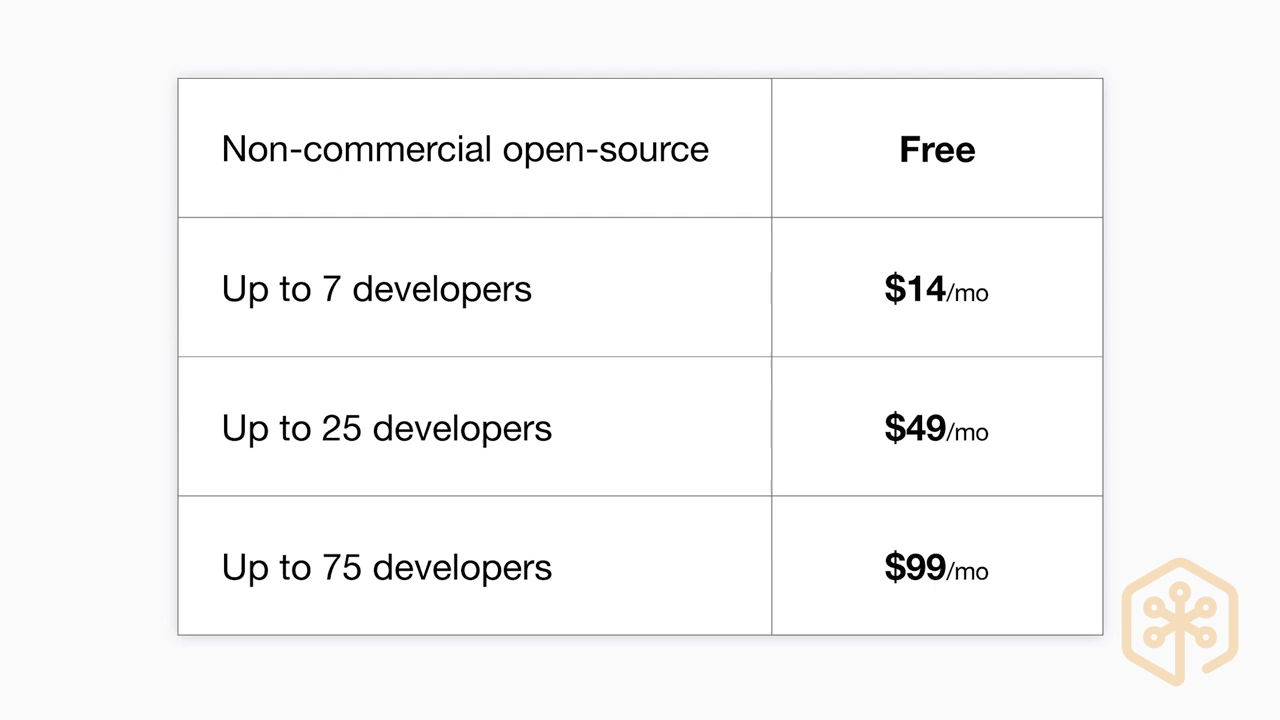 Non-commercial open-source
Free
Up to 7 developers
$14/mo
Up to 25 developers
$49/mo
Up to 75 developers
$99/mo